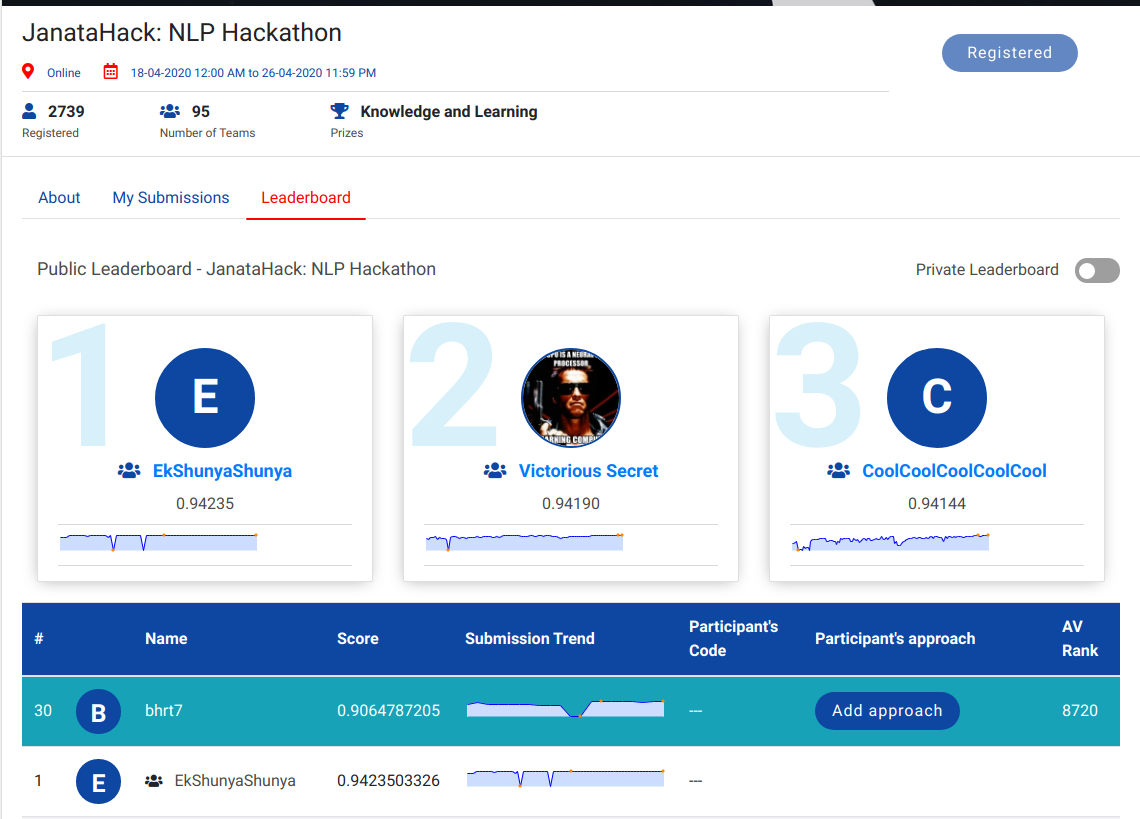 JanataHack: NLP Hackathon
Registered
Online 18-04-2020 12:00 AM to 26-04-2020 11:59 PM
2739 95 Knowledge and Learning
Registered Number of Teams Prizes
About My Submissions Leaderboard
Public Leaderboard - JanataHack: NLP Hackathon Private Leaderboard
1 2 3
E C
PROCESSOR
EkShunyaShunya Victorious Secret CoolCoolCoolCoolCool
0.94235 0.94190 0.94144
# Name Score Submission Trend Participant's Code Participant's approach AV Rank
30 B bhrt7 0.9064787205 --- Add approach 8720
1 E EkShunyaShunya 0.9423503326 ---